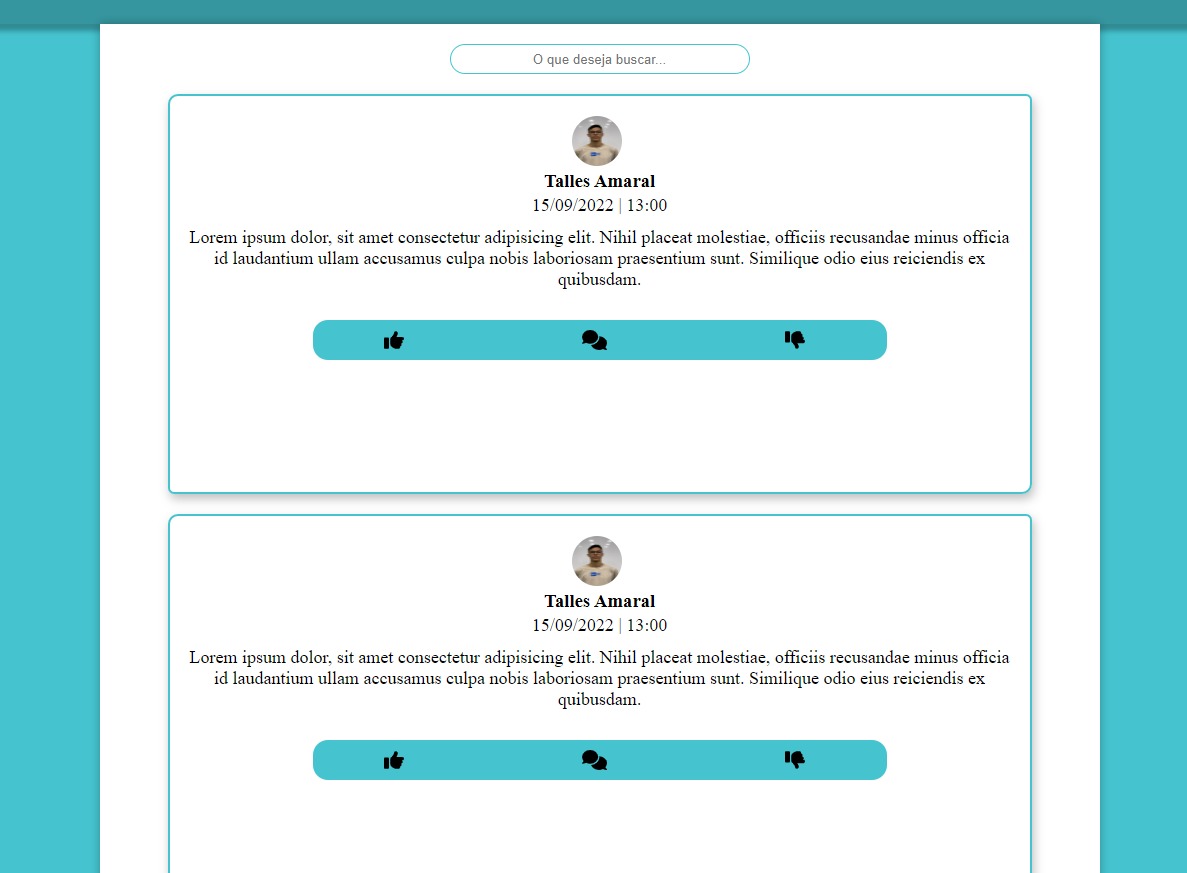 O que deseja buscar...
Talles Amaral
15/09/2022 | 13:00
Lorem ipsum dolor, sit amet consectetur adipisicing elit. Nihil placeat molestiae, officiis recusandae minus officia
id laudantium ullam accusamus culpa nobis laboriosam praesentium sunt. Similique odio eius reiciendis ex
quibusdam.
Talles Amaral
15/09/2022 | 13:00
Lorem ipsum dolor, sit amet consectetur adipisicing elit. Nihil placeat molestiae, officiis recusandae minus officia
id laudantium ullam accusamus culpa nobis laboriosam praesentium sunt. Similique odio eius reiciendis ex
quibusdam.